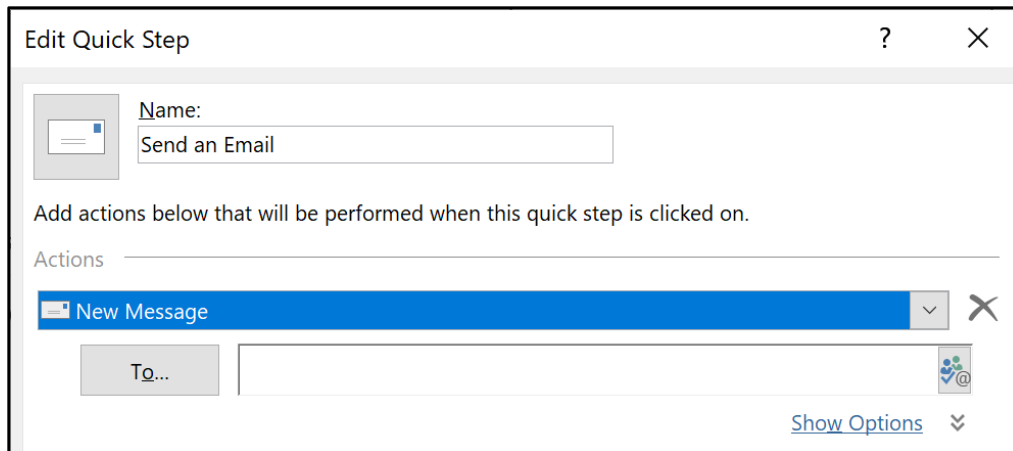 Edit Quick Step ?
Name:
Send an Email
Add actions below that will be performed when this quick step is clicked on.
Actions
New Message
To...
@
Show Options